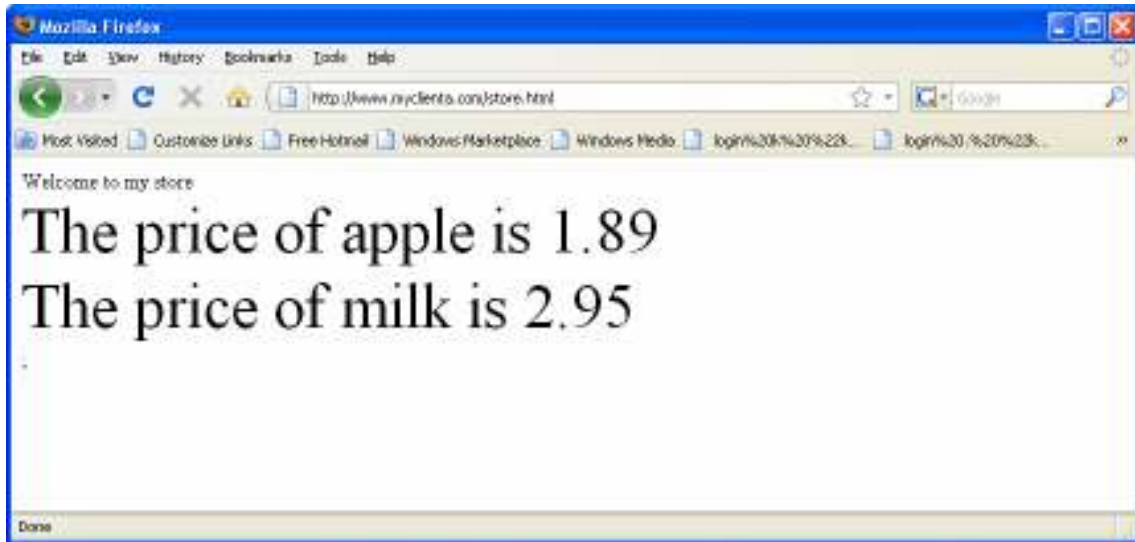 Mozilla Firefox
File Edit View History Bookmarks Tools Help
http://www.myclienta.com/store.html Google
Most Visited Customize Links Free Hotmail Windows Marketplace Windows Media
Welcome to my store
The price of apple is 1.89
The price of milk is 2.95
.
Done